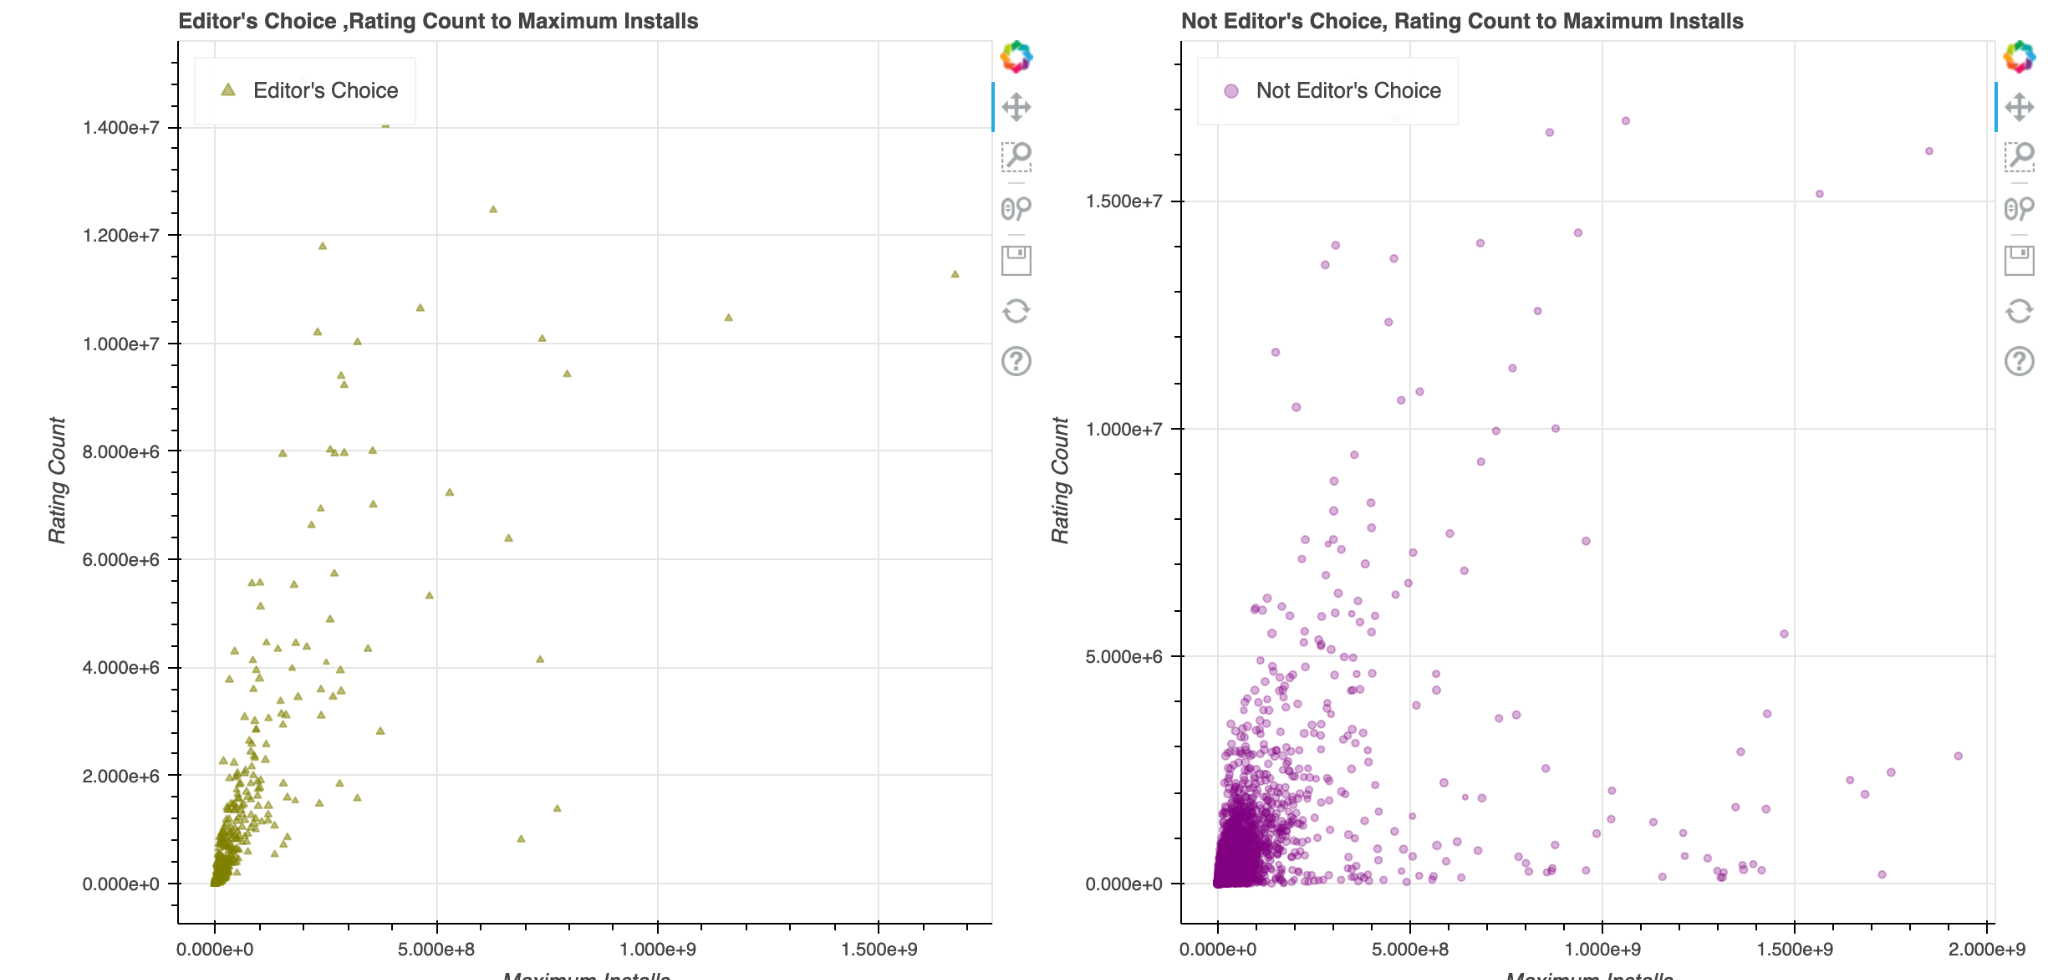 Editor's Choice ,Rating Count to Maximum Installs
Editor's Choice
1.400e+7
1.200e+7
1.000e+7
8.000e+6
6.000e+6
4.000e+6
2.000e+6
0.000e+0
Rating Count
0.000e+0 5.000e+8 1.000e+9 1.500e+9
Maximum Installs
Not Editor's Choice, Rating Count to Maximum Installs
Not Editor's Choice
1.500e+7
1.000e+7
5.000e+6
0.000e+0
Rating Count
0.000e+0 5.000e+8 1.000e+9 1.500e+9 2.000e+9
Maximum Installs